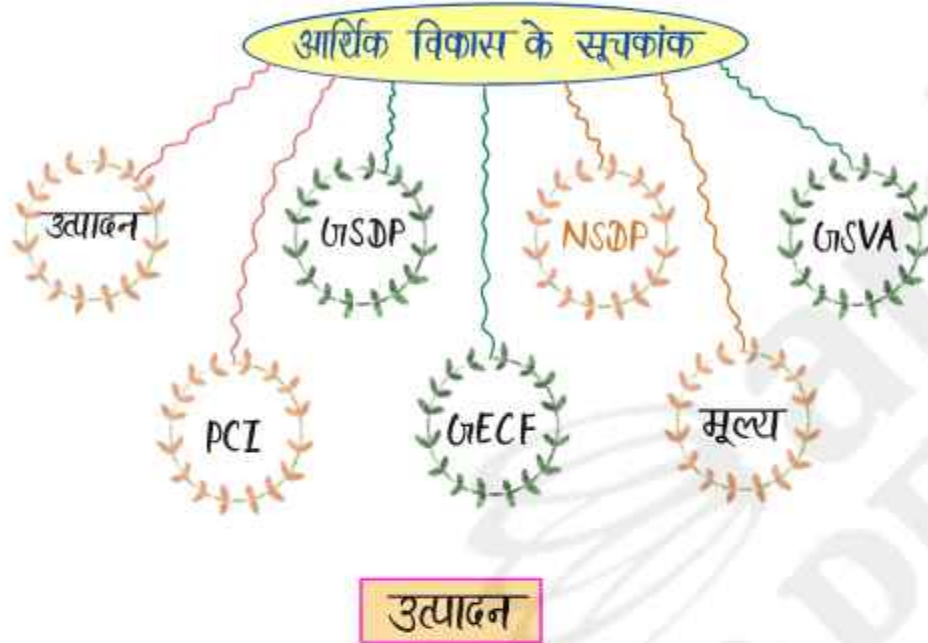 आर्थिक विकास के सूचकांक
उत्पादन
GSDP
NSDP
GSVA
PCI
GECF
मूल्य
उत्पादन